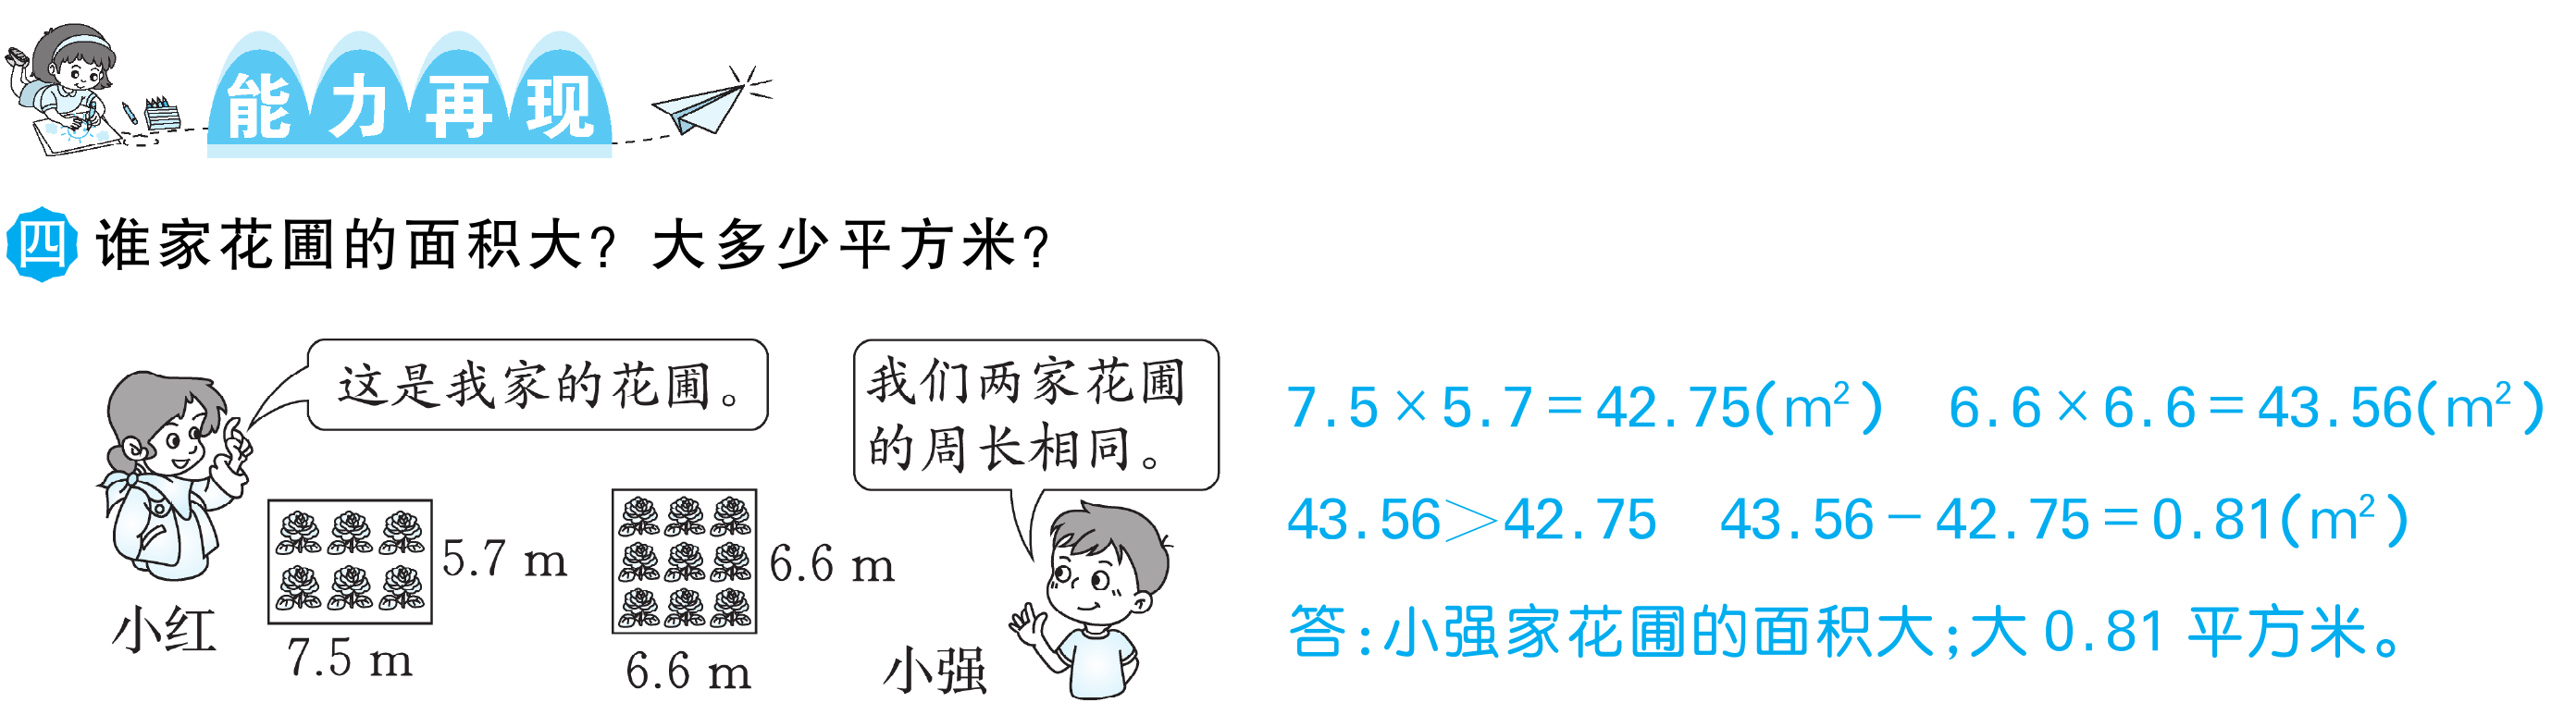 能力再现
四 谁家花圃的面积大？大多少平方米？
这是我家的花圃。
我们两家花圃
的周长相同。
5.7 m
7.5 m
小红
6.6 m
6.6 m
小强
7.5×5.7=42.75(m²) 6.6×6.6=43.56(m²)
43.56>42.75 43.56-42.75=0.81(m²)
答:小强家花圃的面积大;大0.81平方米。